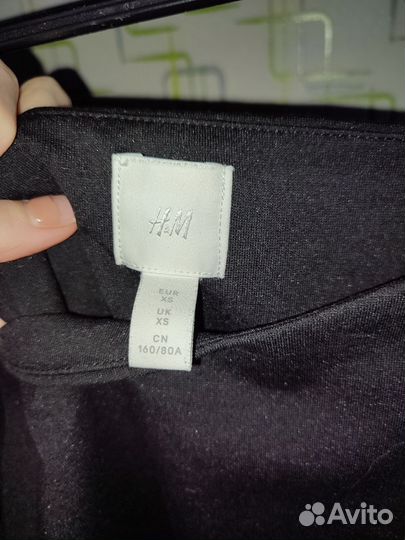 H&M
EUR
XS
UK
XS
CN
160/80A
Avito